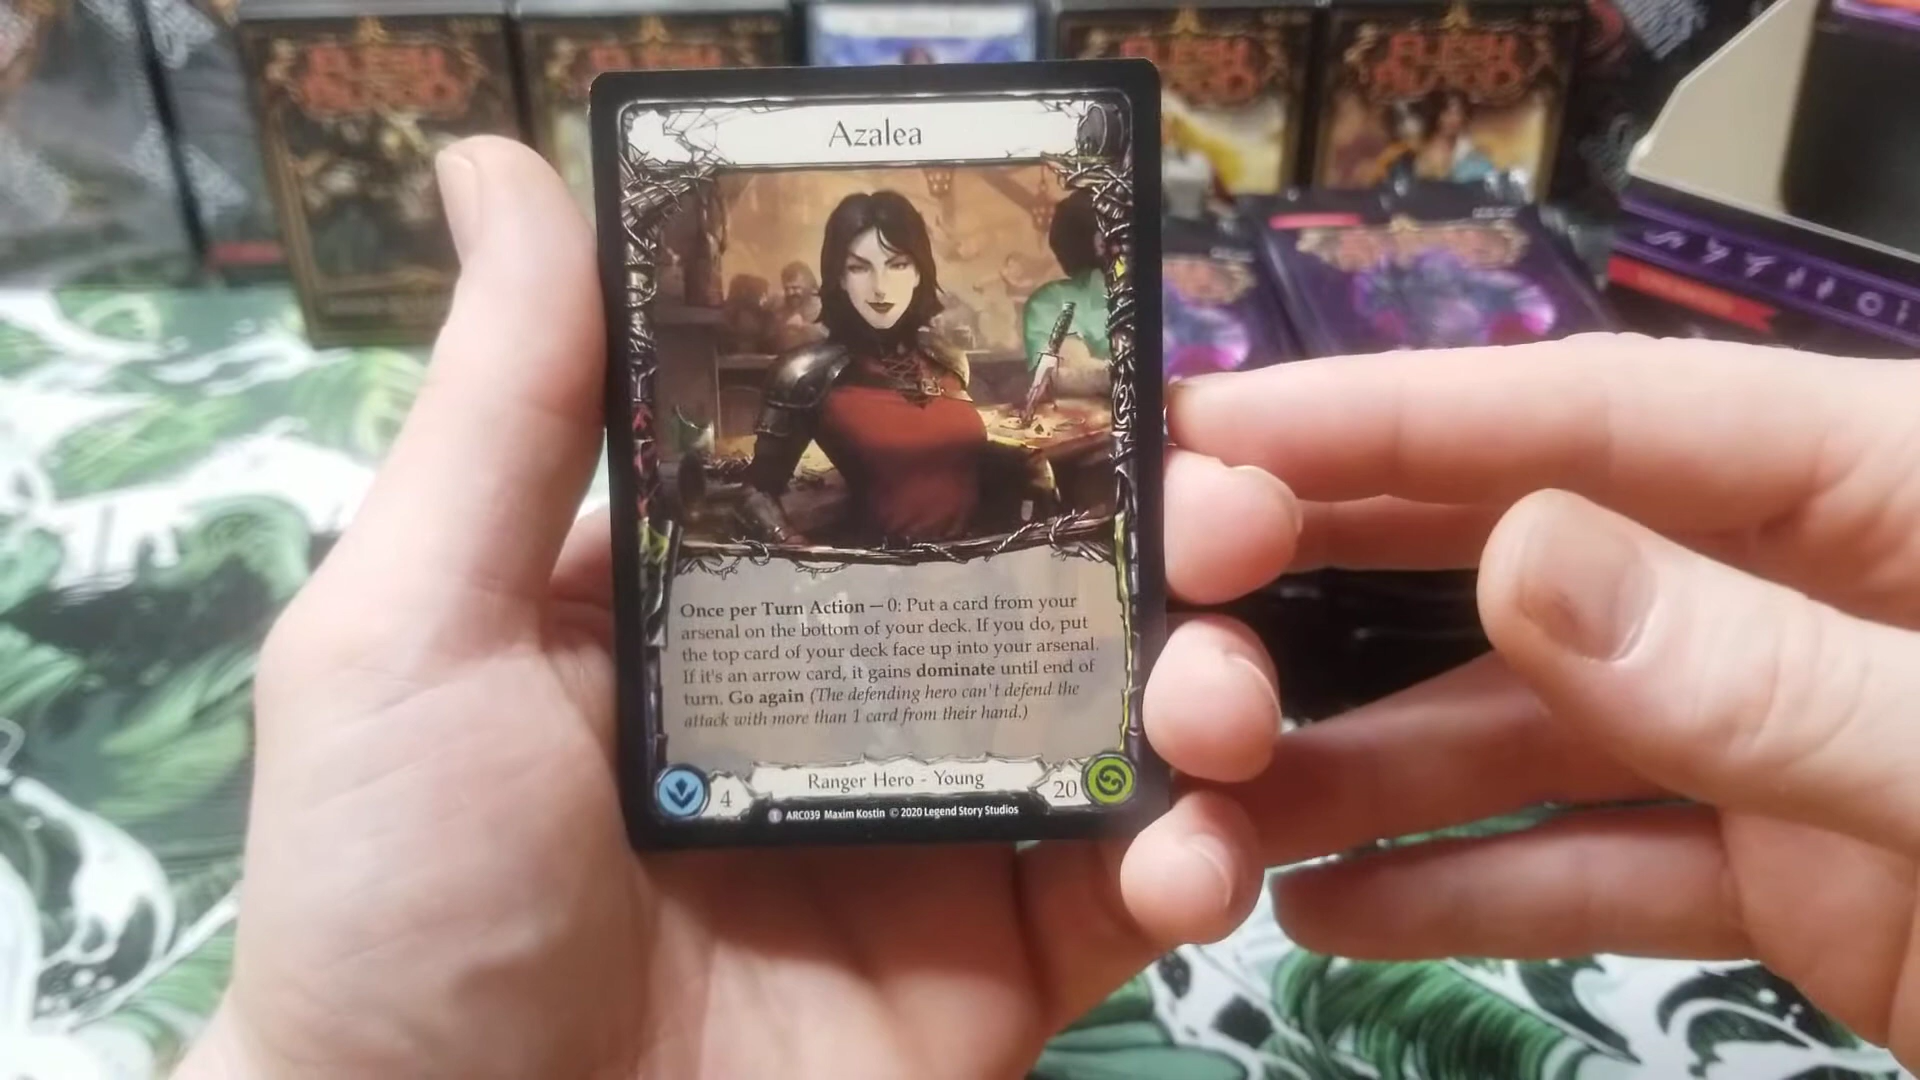 FLESH
FLESH
FLESH
Azalea
Once per Turn Action — 0: Put a card from your
arsenal on the bottom of your deck. If you do, put
the top card of your deck face up into your arsenal.
If it's an arrow card, it gains dominate until end of
turn. Go again (The defending hero can't defend the
attack with more than 1 card from their hand.)
4
Ranger Hero - Young
20
ARC039 Maxim Kostin © 2020 Legend Story Studios